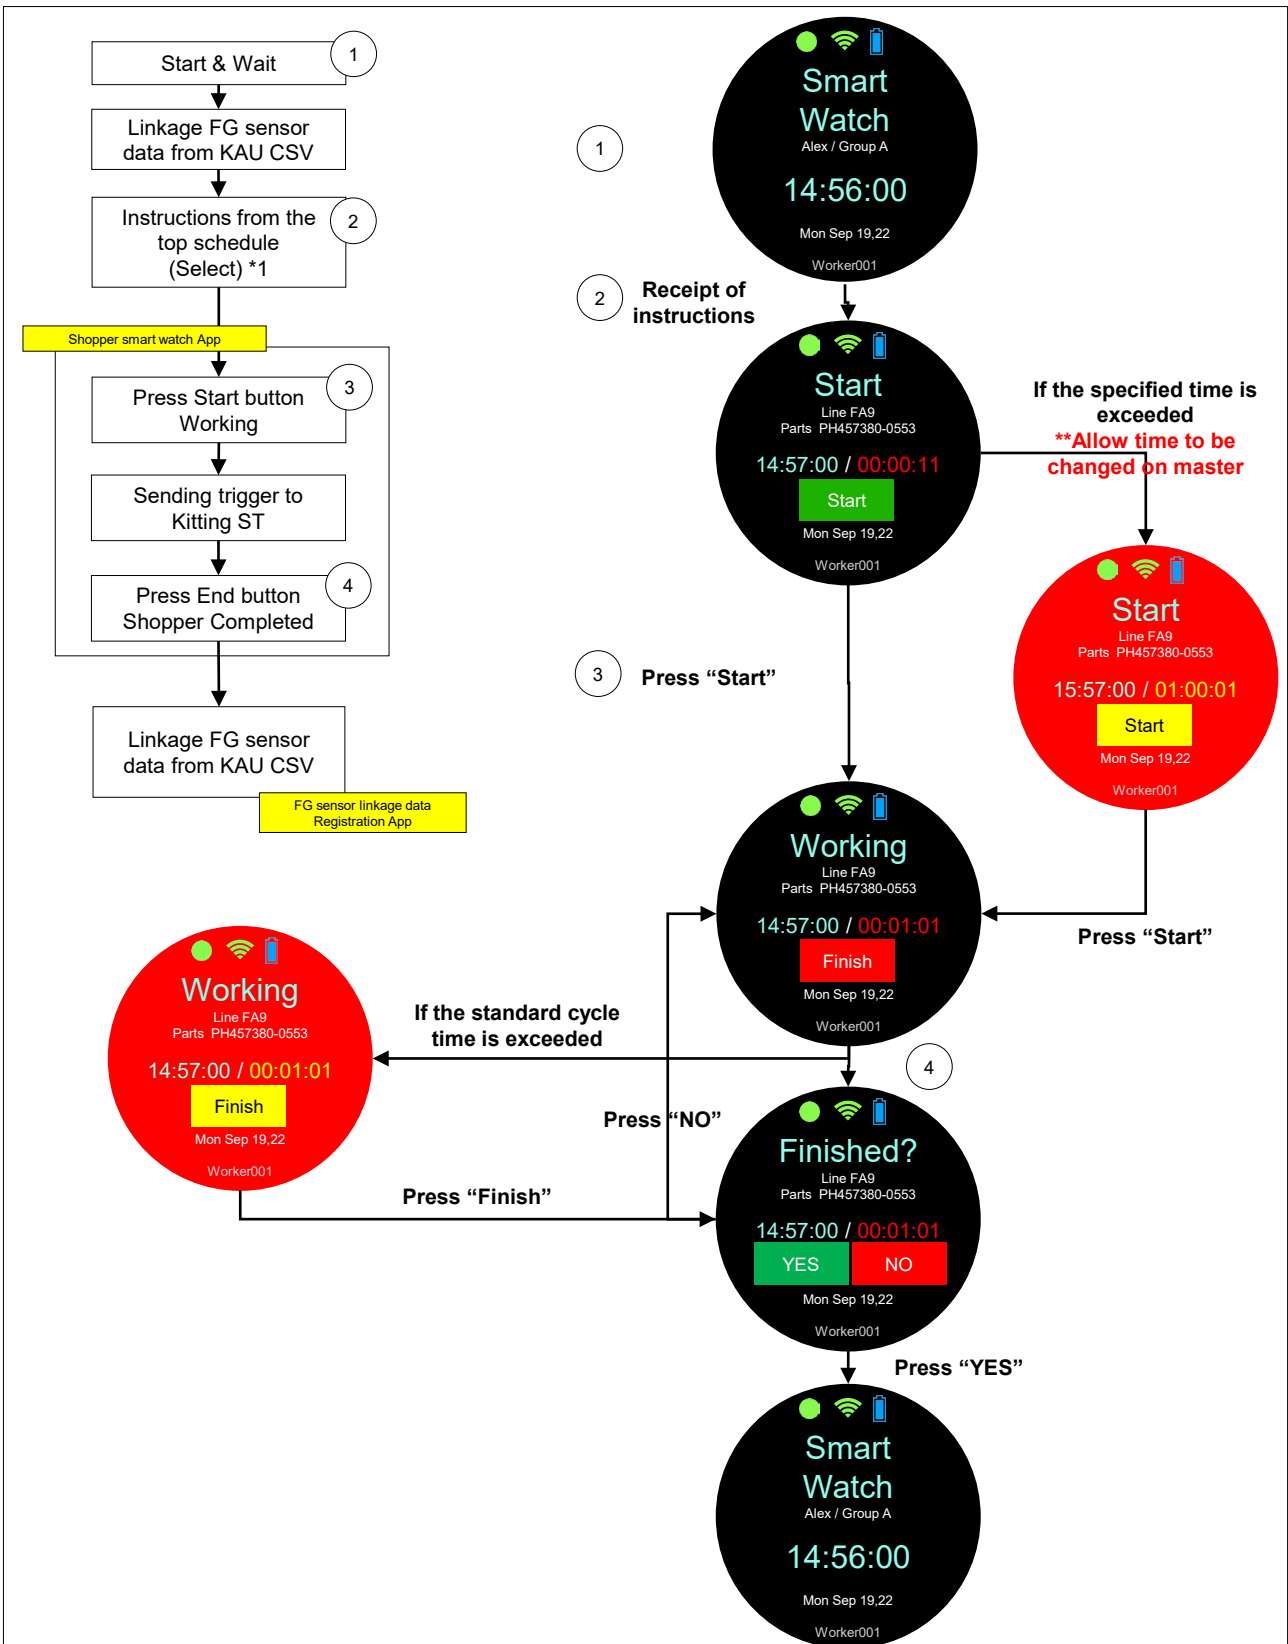 Start & Wait
1
Linkage FG sensor
data from KAU CSV
Instructions from the
top schedule
(Select) *1
2
Shopper smart watch App
Press Start button
Working
3
Sending trigger to
Kitting ST
Press End button
Shopper Completed
4
Linkage FG sensor
data from KAU CSV
FG sensor linkage data
Registration App
1
Smart
Watch
Alex / Group A
14:56:00
Mon Sep 19,22
Worker001
2
Receipt of
instructions
Start
Line FA9
Parts PH457380-0553
14:57:00 / 00:00:11
Start
Mon Sep 19,22
Worker001
If the specified time is
exceeded
**Allow time to be
changed on master
Start
Line FA9
Parts PH457380-0553
15:57:00 / 01:00:01
Start
Mon Sep 19,22
Worker001
3
Press “Start”
Press “Start”
Working
Line FA9
Parts PH457380-0553
14:57:00 / 00:01:01
Finish
Mon Sep 19,22
Worker001
If the standard cycle
time is exceeded
Working
Line FA9
Parts PH457380-0553
14:57:00 / 00:01:01
Finish
Mon Sep 19,22
Worker001
4
Press “NO”
Press “Finish”
Finished?
Line FA9
Parts PH457380-0553
14:57:00 / 00:01:01
YES
NO
Mon Sep 19,22
Worker001
Press “YES”
Smart
Watch
Alex / Group A
14:56:00
Mon Sep 19,22
Worker001